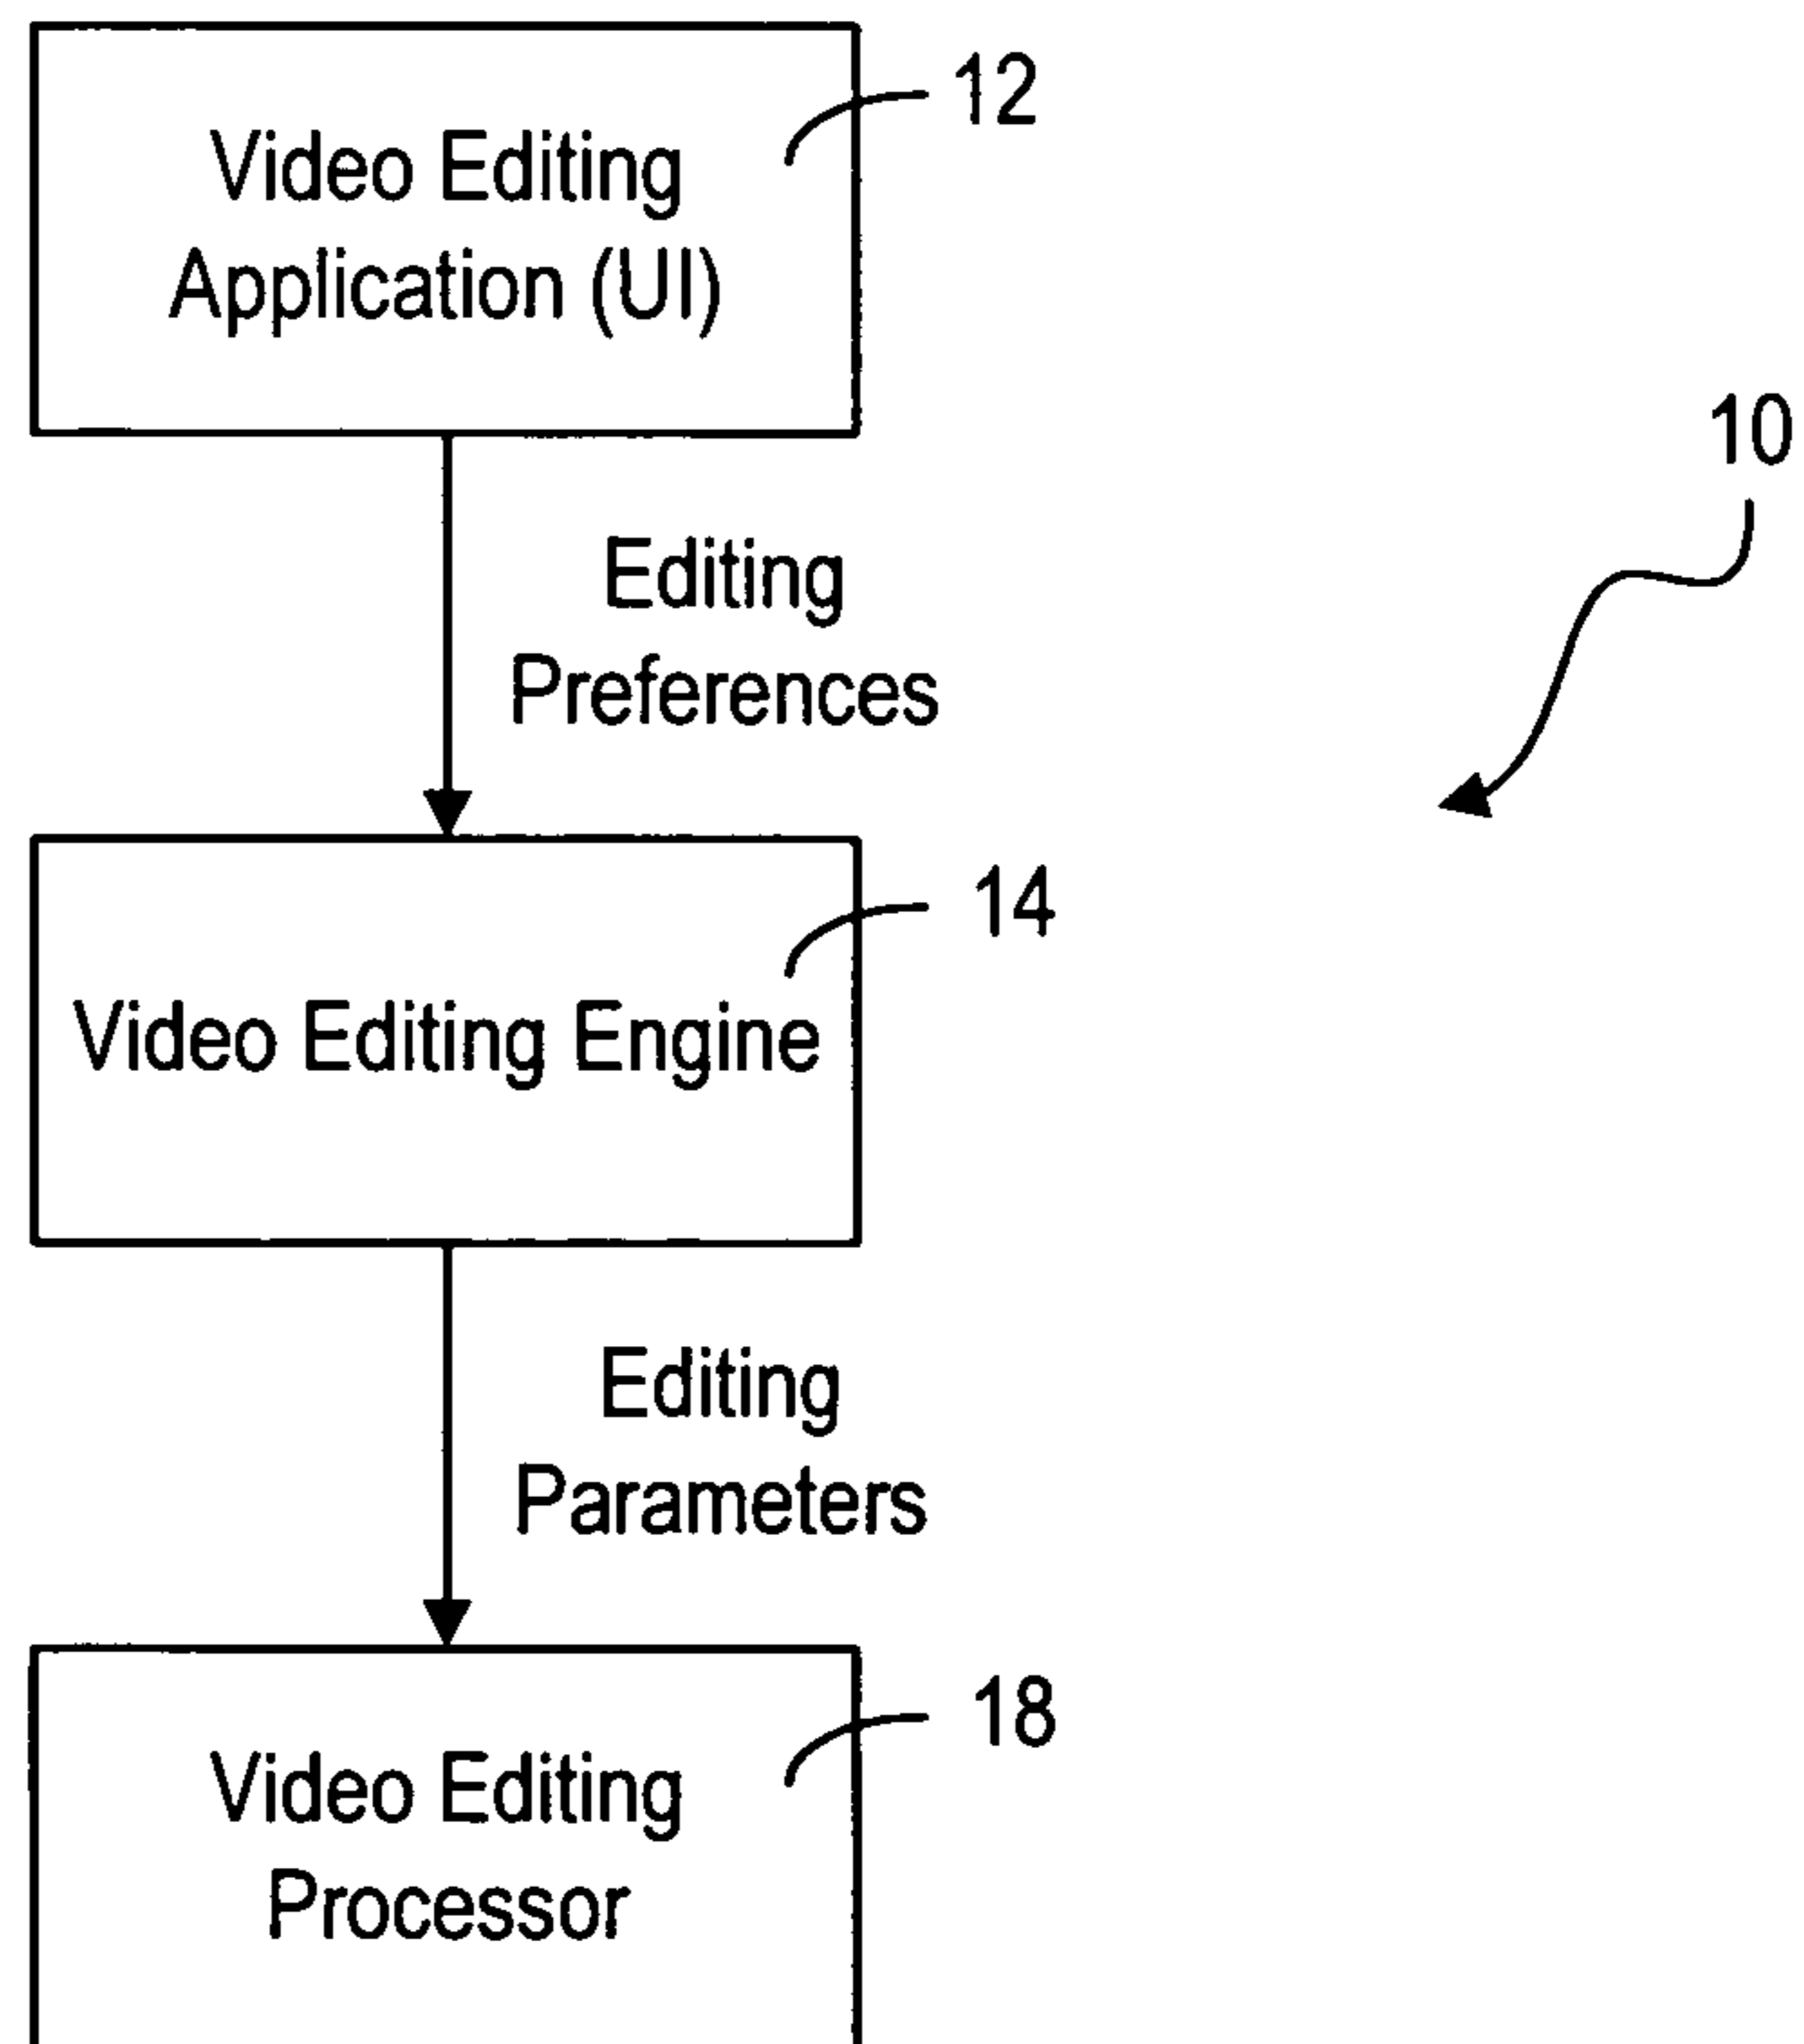 12
Video Editing
Application (UI)
10
Editing
Preferences
14
Video Editing Engine
Editing
Parameters
18
Video Editing
Processor